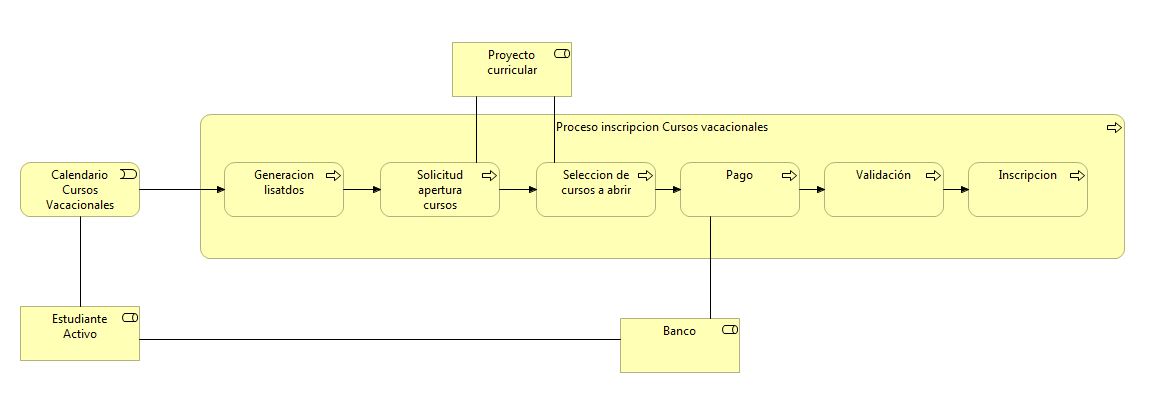 Proyecto
curricular
Proceso inscripcion Cursos vacacionales
Calendario
Cursos
Vacacionales
Generacion
lisatdos
Solicitud
apertura
cursos
Seleccion de
cursos a abrir
Pago
Validación
Inscripcion
Estudiante
Activo
Banco